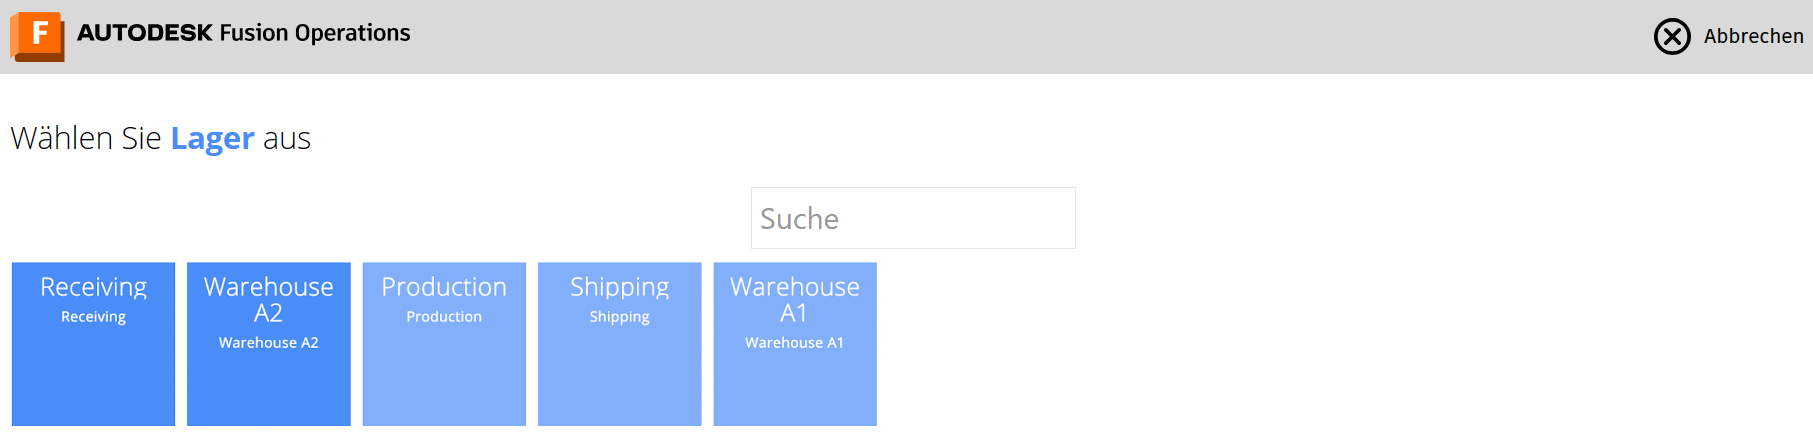 F AUTODESK Fusion Operations
Abbrechen
Wählen Sie Lager aus
Suche
Receiving
Receiving
Warehouse
A2
Warehouse A2
Production
Production
Shipping
Shipping
Warehouse
A1
Warehouse A1